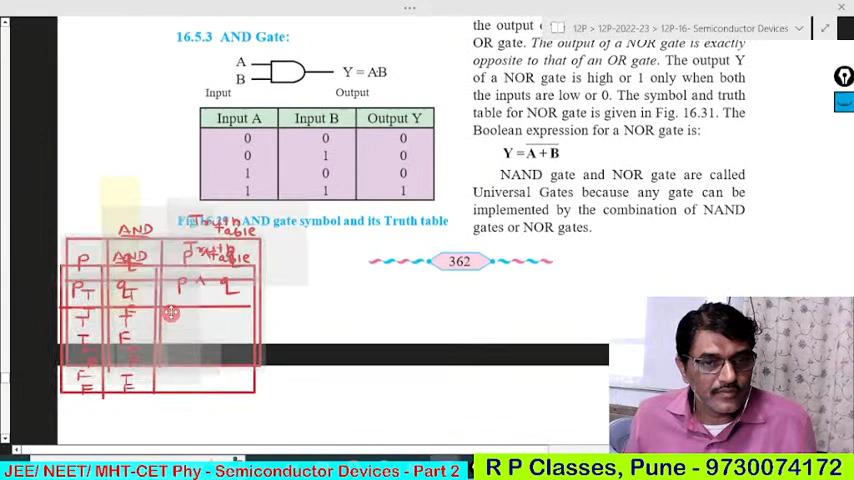 12P > 12P-2022-23 > 12P-16- Semiconductor Devices
16.5.3 AND Gate:
A
B
Y = A·B
Input
Output
Input A Input B Output Y
0 0 0
0 1 0
1 0 0
1 1 1
AND gate symbol and its Truth table
the output
OR gate. The output of a NOR gate is exactly
opposite to that of an OR gate. The output Y
of a NOR gate is high or 1 only when both
the inputs are low or 0. The symbol and truth
table for NOR gate is given in Fig. 16.31. The
Boolean expression for a NOR gate is:
Y = A + B
NAND gate and NOR gate are called
Universal Gates because any gate can be
implemented by the combination of NAND
gates or NOR gates.
362
AND
AND
p ∧ q
JEE/ NEET/ MHT-CET Phy - Semiconductor Devices - Part 2
R P Classes, Pune - 9730074172